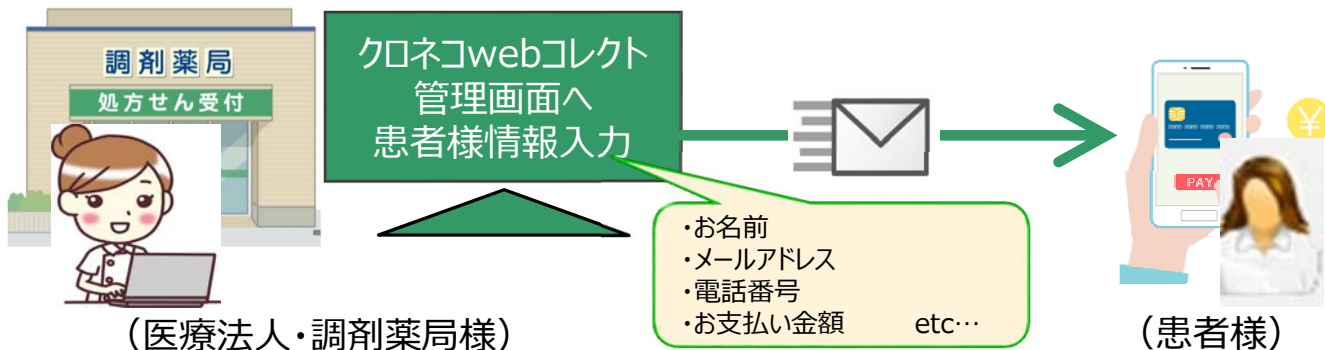 調剤薬局
処方せん受付
クロネコwebコレクト
管理画面へ
患者様情報入力
・お名前
・メールアドレス
・電話番号
・お支払い金額 etc…
PAY
¥
（医療法人・調剤薬局様）
（患者様）